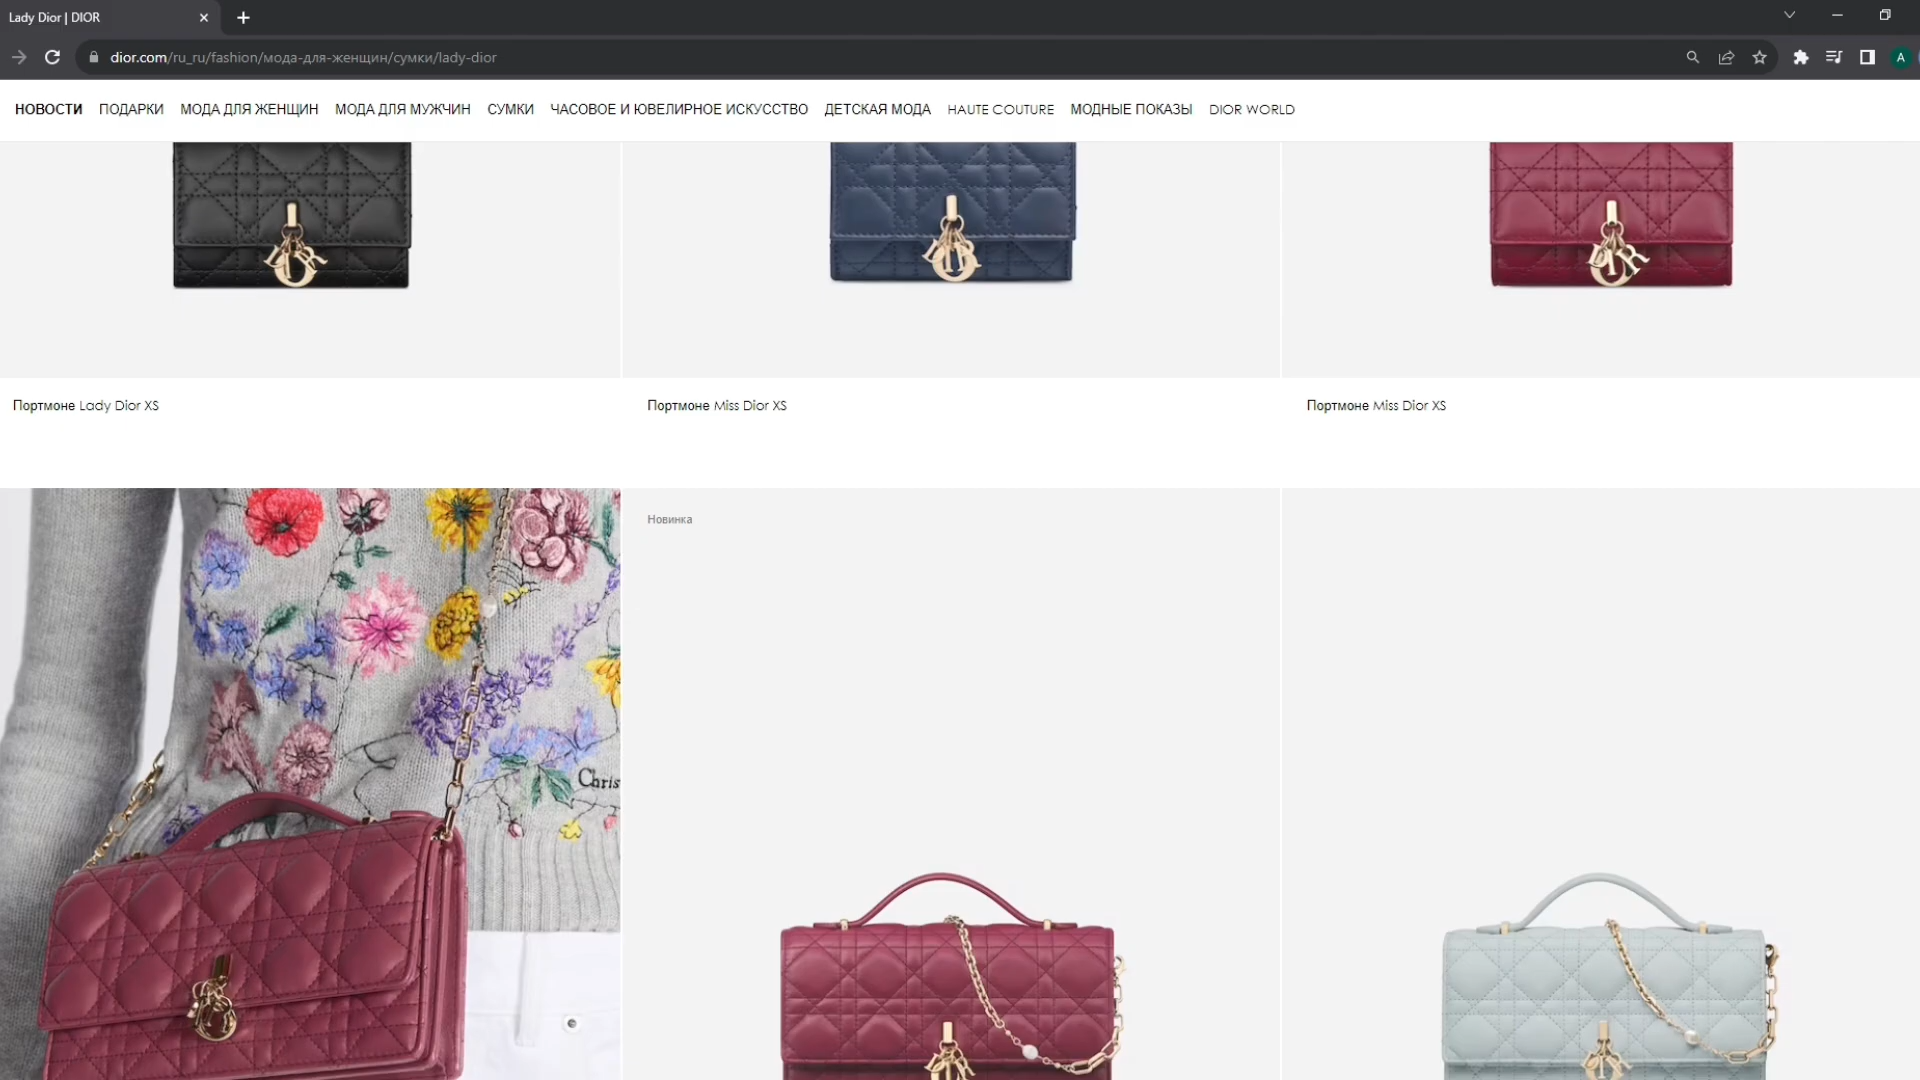 Lady Dior | DIOR
dior.com/ru_ru/fashion/мода-для-женщин/сумки/lady-dior
A
НОВОСТИ ПОДАРКИ МОДА ДЛЯ ЖЕНЩИН МОДА ДЛЯ МУЖЧИН СУМКИ ЧАСОВОЕ И ЮВЕЛИРНОЕ ИСКУССТВО ДЕТСКАЯ МОДА HAUTE COUTURE МОДНЫЕ ПОКАЗЫ DIOR WORLD
Портмоне Lady Dior XS
Портмоне Miss Dior XS
Портмоне Miss Dior XS
Новинка
Chris